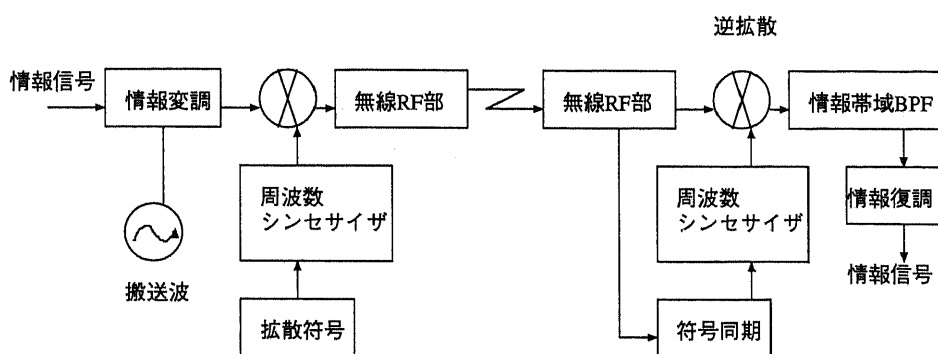 逆拡散
情報信号
情報変調
無線RF部
無線RF部
情報帯域BPF
周波数
シンセサイザ
周波数
シンセサイザ
情報復調
搬送波
情報信号
拡散符号
符号同期